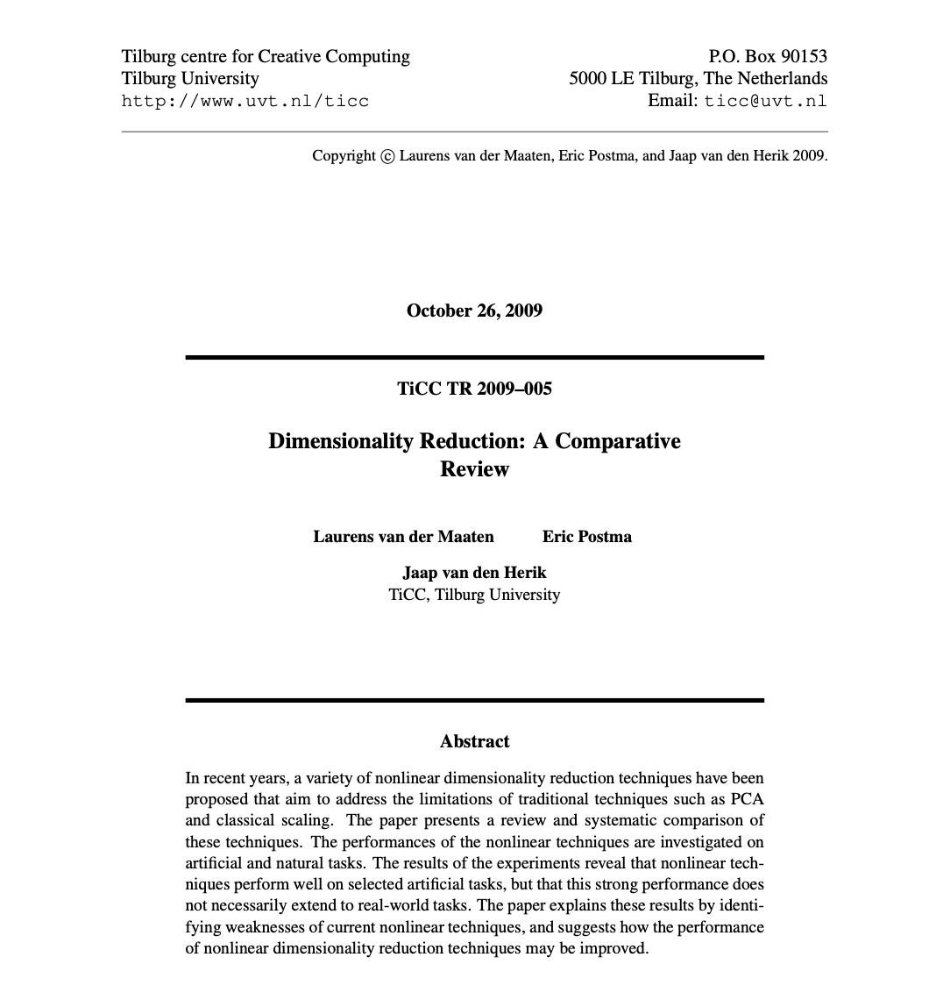 Tilburg centre for Creative Computing
P.O. Box 90153
Tilburg University
5000 LE Tilburg, The Netherlands
http://www.uvt.nl/ticc
Email: ticc@uvt.nl
Copyright © Laurens van der Maaten, Eric Postma, and Jaap van den Herik 2009.
October 26, 2009
TiCC TR 2009–005
Dimensionality Reduction: A Comparative
Review
Laurens van der Maaten Eric Postma
Jaap van den Herik
TiCC, Tilburg University
Abstract
In recent years, a variety of nonlinear dimensionality reduction techniques have been
proposed that aim to address the limitations of traditional techniques such as PCA
and classical scaling. The paper presents a review and systematic comparison of
these techniques. The performances of the nonlinear techniques are investigated on
artificial and natural tasks. The results of the experiments reveal that nonlinear tech-
niques perform well on selected artificial tasks, but that this strong performance does
not necessarily extend to real-world tasks. The paper explains these results by identi-
fying weaknesses of current nonlinear techniques, and suggests how the performance
of nonlinear dimensionality reduction techniques may be improved.